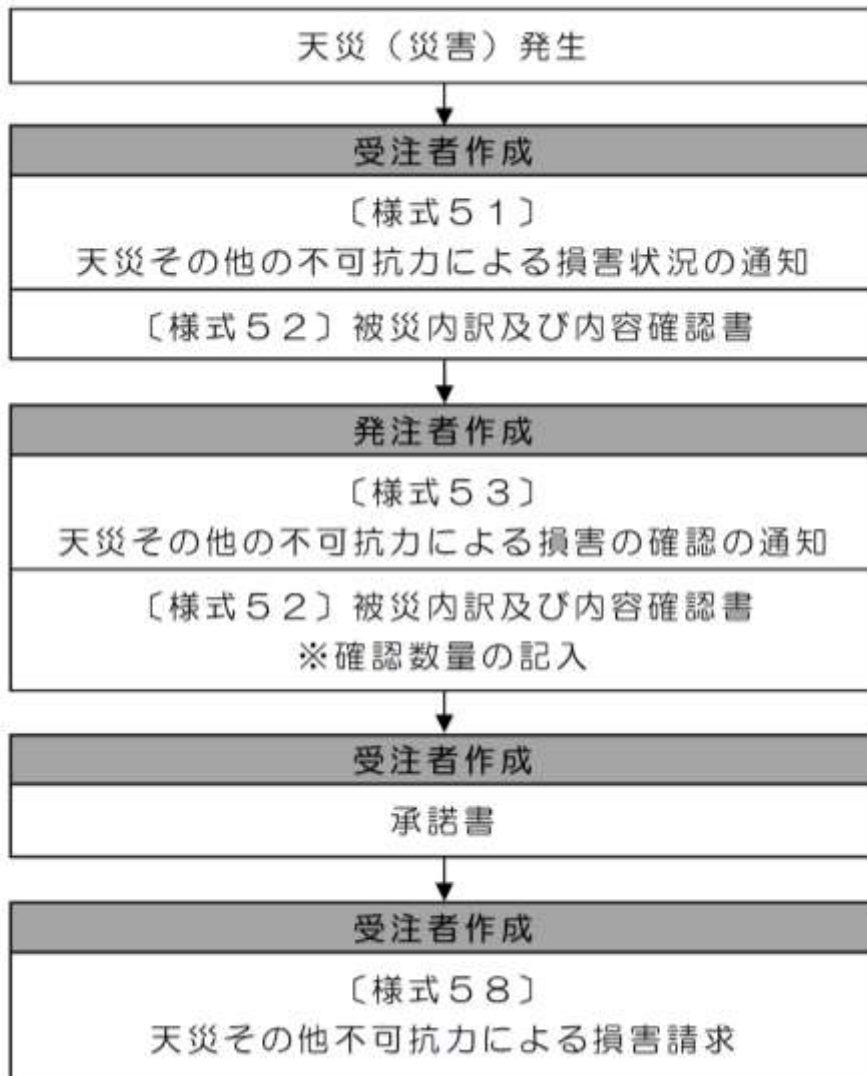 天災（災害）発生
受注者作成
〔様式５１〕
天災その他の不可抗力による損害状況の通知
〔様式５２〕被災内訳及び内容確認書
発注者作成
〔様式５３〕
天災その他の不可抗力による損害の確認の通知
〔様式５２〕被災内訳及び内容確認書
※確認数量の記入
受注者作成
承諾書
受注者作成
〔様式５８〕
天災その他不可抗力による損害請求